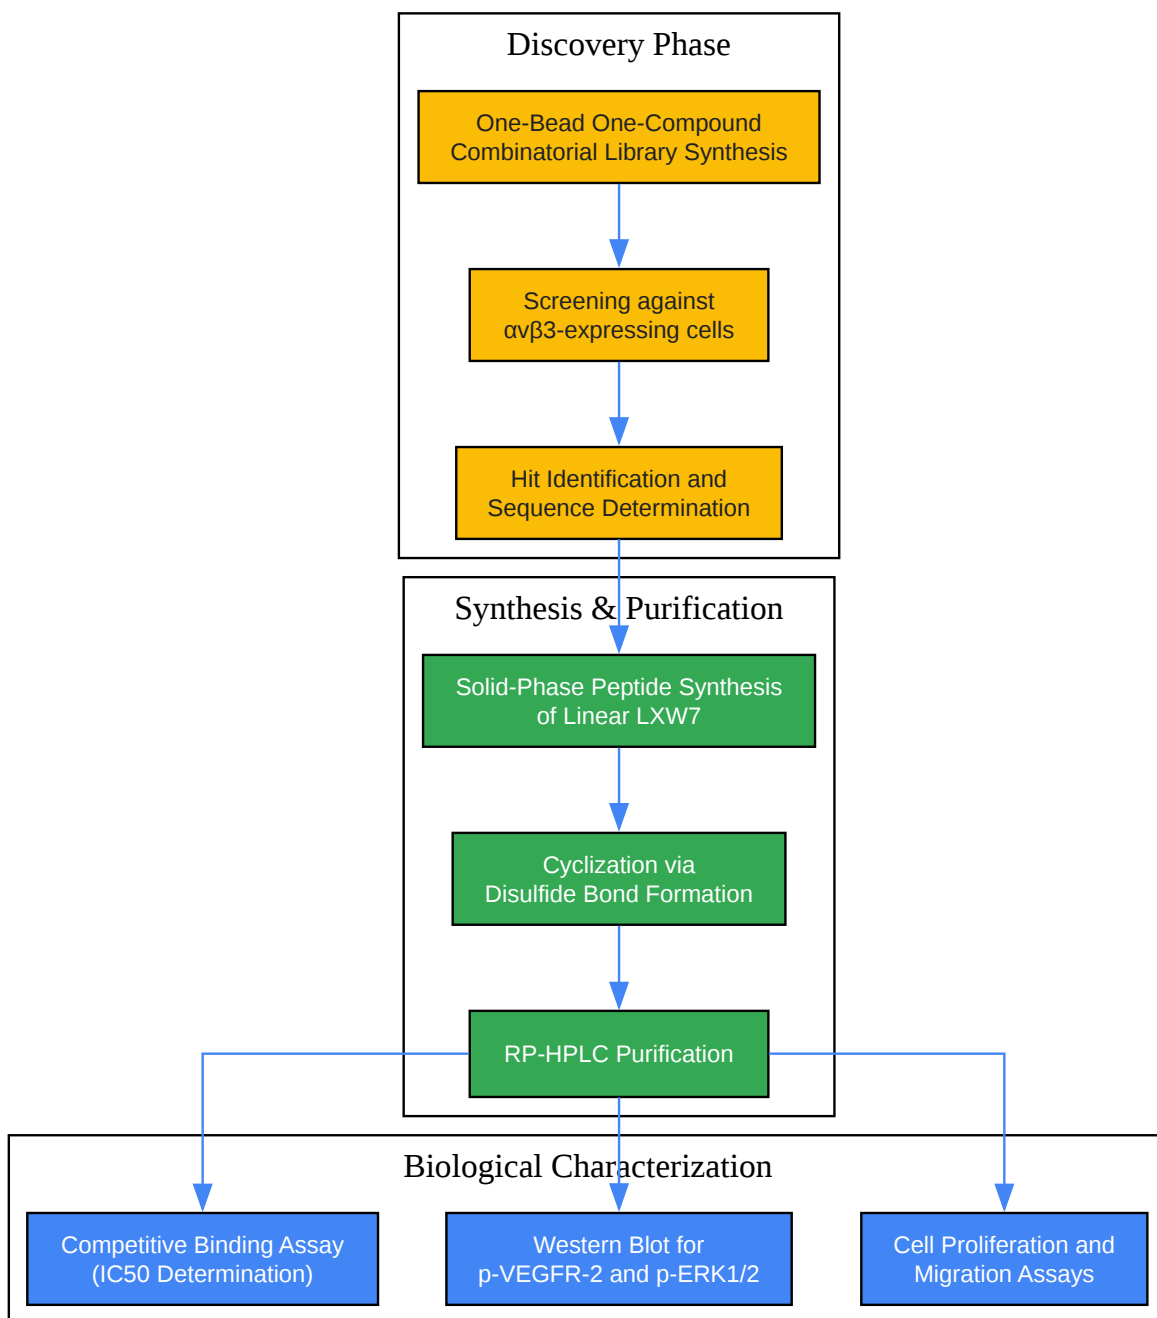 Discovery Phase
One-Bead One-Compound
Combinatorial Library Synthesis
Screening against
αvβ3-expressing cells
Hit Identification and
Sequence Determination
Synthesis & Purification
Solid-Phase Peptide Synthesis
of Linear LXW7
Cyclization via
Disulfide Bond Formation
RP-HPLC Purification
Biological Characterization
Competitive Binding Assay
(IC50 Determination)
Western Blot for
p-VEGFR-2 and p-ERK1/2
Cell Proliferation and
Migration Assays